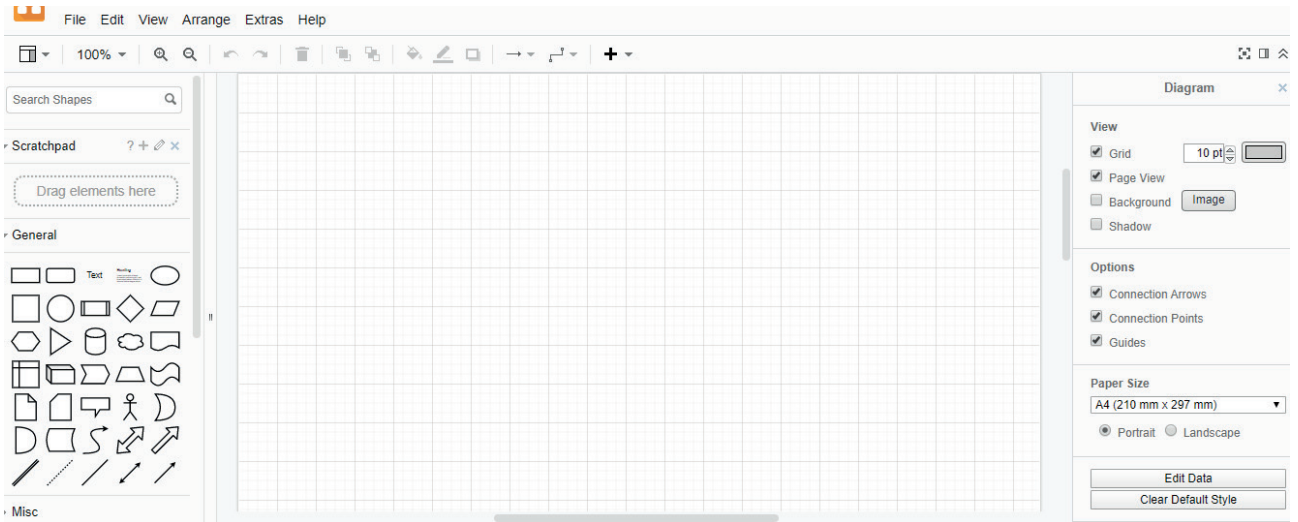 File Edit View Arrange Extras Help
100%
Search Shapes
Scratchpad ?
Drag elements here
General
Text
Misc
Diagram
View
Grid 10 pt
Page View
Background Image
Shadow
Options
Connection Arrows
Connection Points
Guides
Paper Size
A4 (210 mm x 297 mm)
Portrait Landscape
Edit Data
Clear Default Style